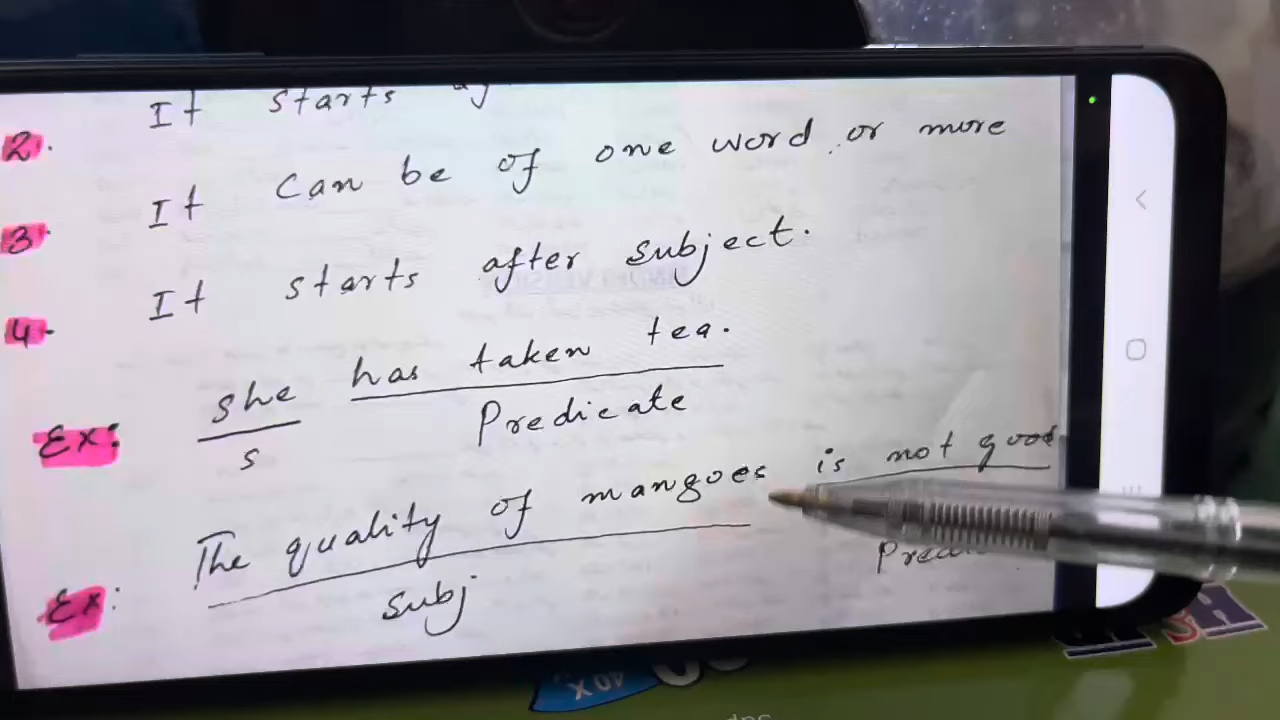 It starts
2. It can be of one word or more
3. It starts after subject.
4.
Ex: She has taken tea.
S Predicate
Ex: The quality of mangoes is not good
Subj